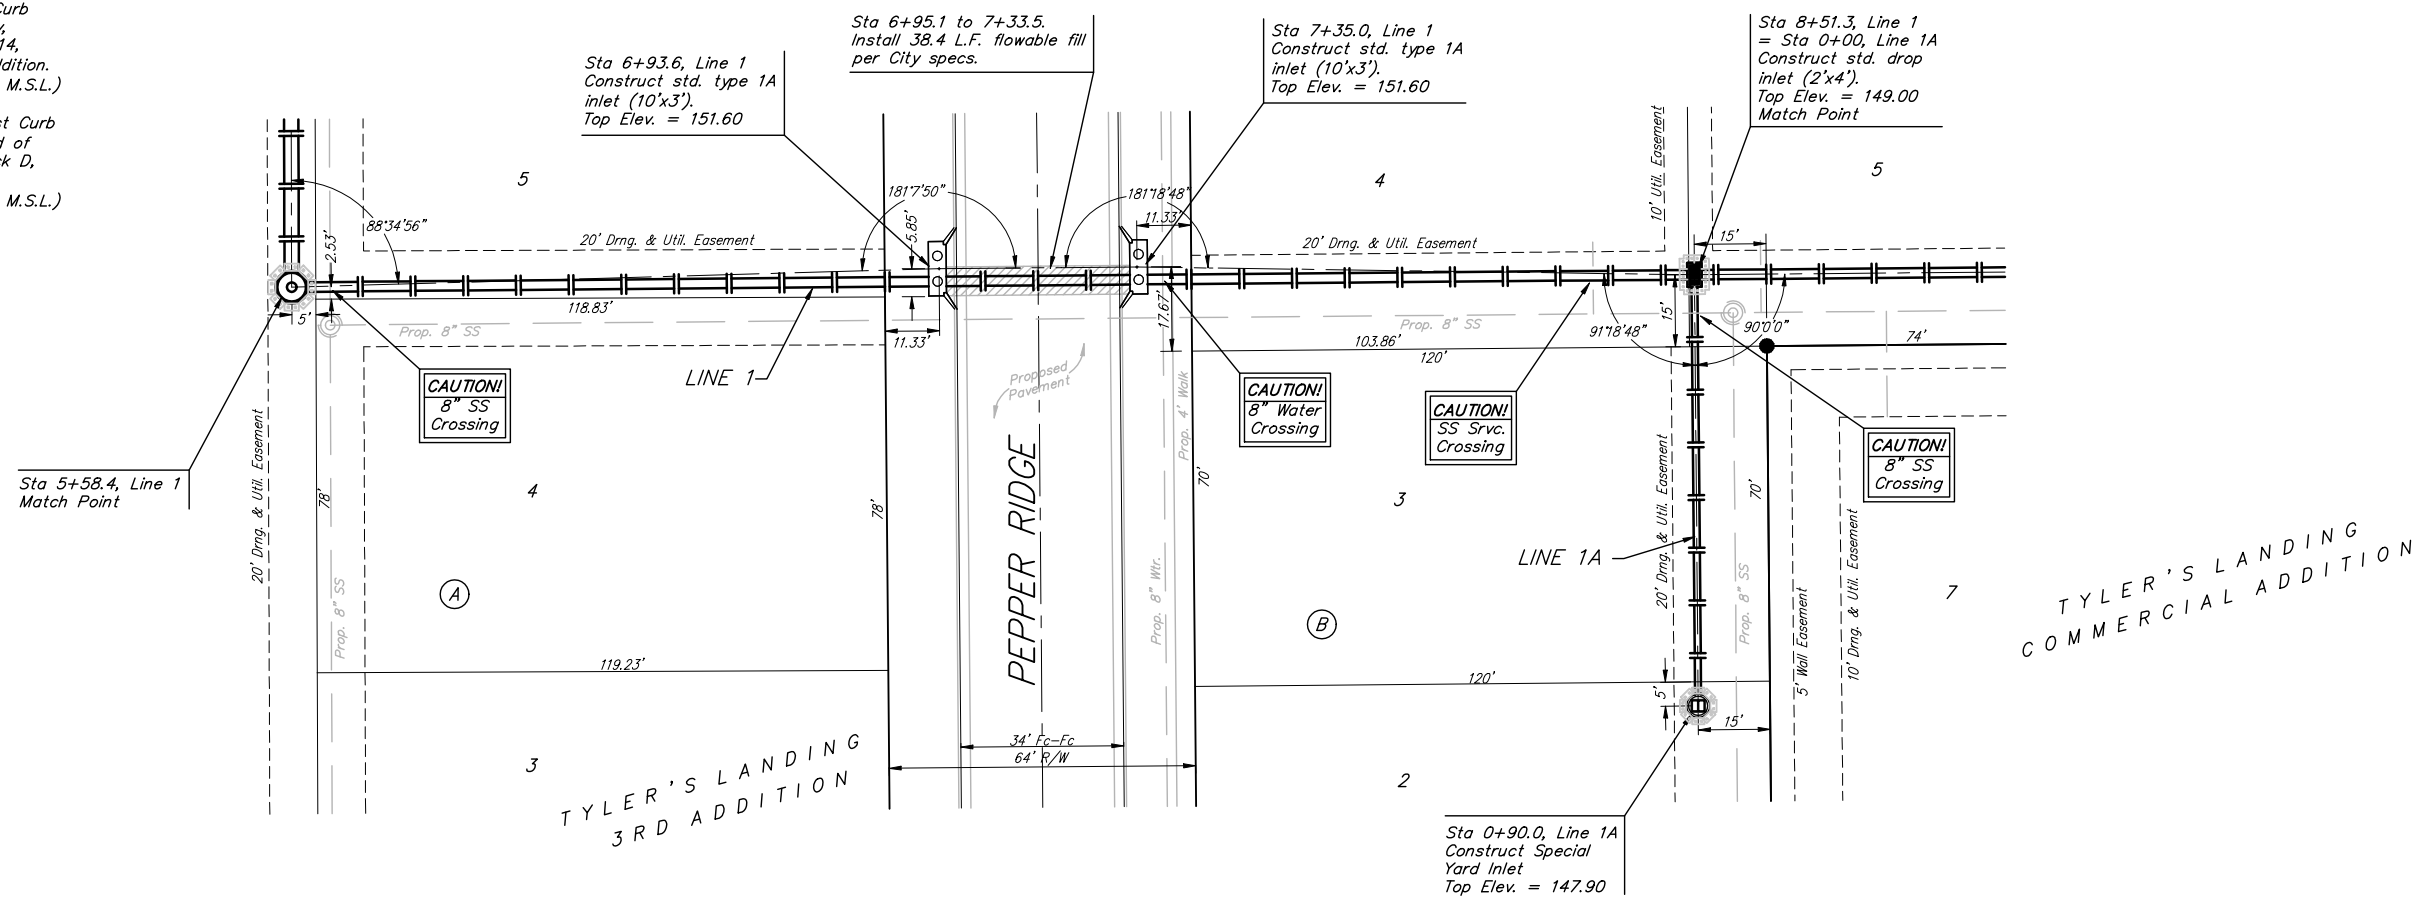 Curb
14,
ddition.
M.S.L.)
st Curb
d of
ck D,
M.S.L.)
Sta 6+93.6, Line 1
Construct std. type 1A
inlet (10'x3').
Top Elev. = 151.60
Sta 6+95.1 to 7+33.5.
Install 38.4 L.F. flowable fill
per City specs.
Sta 7+35.0, Line 1
Construct std. type 1A
inlet (10'x3').
Top Elev. = 151.60
Sta 8+51.3, Line 1
= Sta 0+00, Line 1A
Construct std. drop
inlet (2'x4').
Top Elev. = 149.00
Match Point
5
4
5
10' Util. Easement
10' Util. Easement
88°34'56"
2.53'
20' Drng. & Util. Easement
181°7'50"
5.85'
181°18'48"
11.33'
20' Drng. & Util. Easement
15'
118.83'
5'
Prop. 8" SS
11.33'
17.67'
Prop. 8" SS
103.86'
120'
91°18'48"
15'
90°0'0"
74'
LINE 1
Proposed
Pavement
CAUTION!
8" SS
Crossing
CAUTION!
8" Water
Crossing
CAUTION!
SS Srvc.
Crossing
CAUTION!
8" SS
Crossing
Sta 5+58.4, Line 1
Match Point
20' Drng. & Util. Easement
78'
4
78'
PEPPER RIDGE
Prop. 4' Walk
70'
3
20' Drng. & Util. Easement
70'
LINE 1A
Prop. 8" SS
A
Prop. 8" Wtr.
B
Prop. 8" SS
5' Wall Easement
10' Drng. & Util. Easement
7
TYLER'S LANDING
COMMERCIAL ADDITION
119.23'
120'
5'
15'
34' Fc-Fc
64' R/W
3
TYLER'S LANDING
3RD ADDITION
2
Sta 0+90.0, Line 1A
Construct Special
Yard Inlet
Top Elev. = 147.90